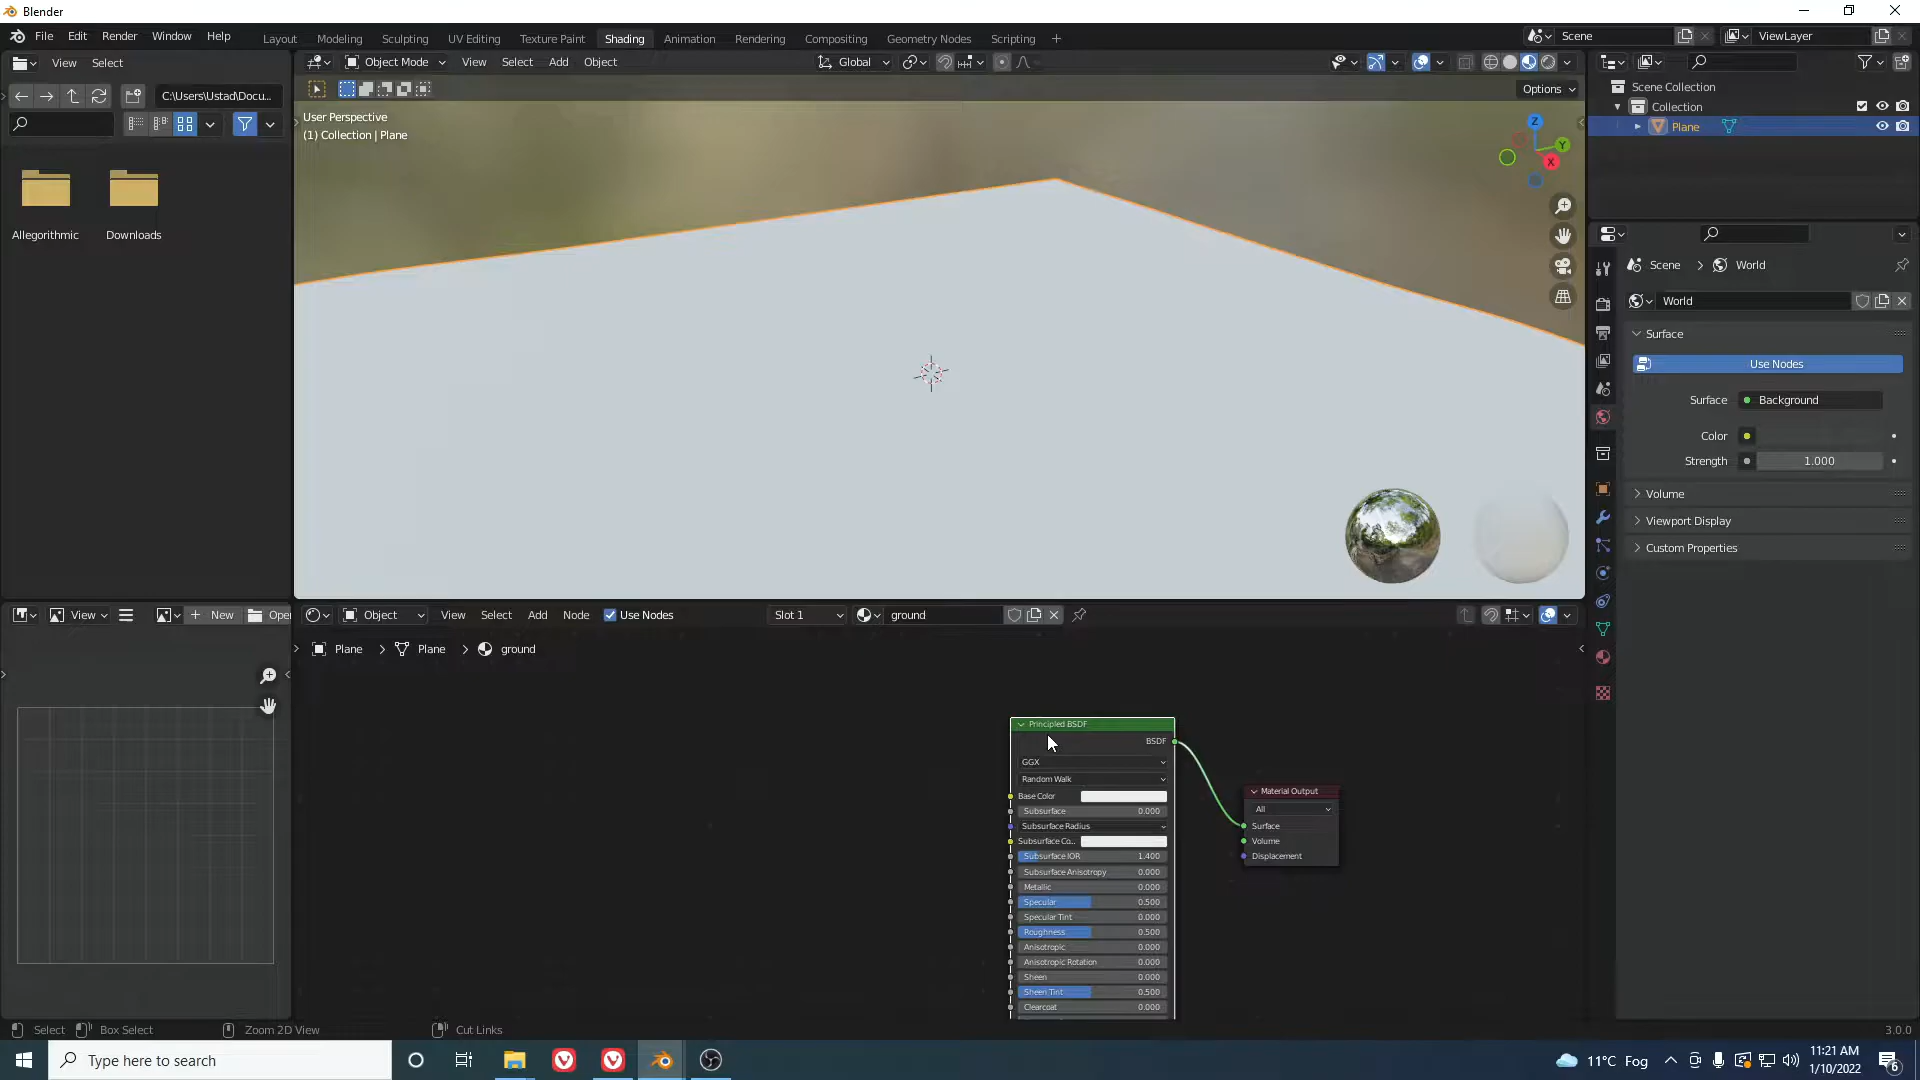 Blender
File Edit Render Window Help
Layout Modeling Sculpting UV Editing Texture Paint Shading Animation Rendering Compositing Geometry Nodes Scripting +
Scene
ViewLayer
View Select
Object Mode View Select Add Object
Global
C:\Users\Ustad\Docu...
Options
User Perspective
(1) Collection | Plane
Z
Y
X
Allegorithmic Downloads
Scene Collection
Collection
Plane
Scene > World
World
Surface
Use Nodes
Surface Background
Color
Strength 1.000
Volume
Viewport Display
Custom Properties
View New Ope
Object View Select Add Node Use Nodes Slot 1 ground
Plane > Plane > ground
Principled BSDF
BSDF
GGX
Random Walk
Base Color
Subsurface 0.000
Subsurface Radius
Subsurface Co..
Subsurface IOR 1.400
Subsurface Anisotropy 0.000
Metallic 0.000
Specular 0.500
Specular Tint 0.000
Roughness 0.500
Anisotropic 0.000
Anisotropic Rotation 0.000
Sheen 0.000
Sheen Tint 0.500
Clearcoat 0.000
Material Output
All
Surface
Volume
Displacement
Select Box Select Zoom 2D View Cut Links 3.0.0
Type here to search
11°C Fog
11:21 AM
1/10/2022
6